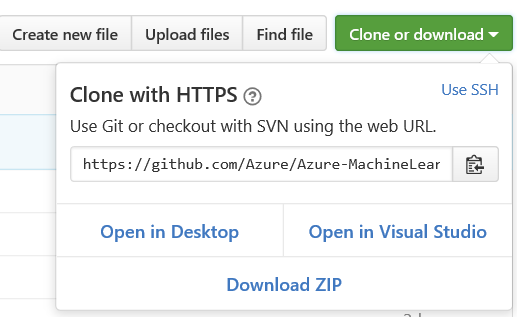 Create new file Upload files Find file Clone or download
Clone with HTTPS Use SSH
Use Git or checkout with SVN using the web URL.
https://github.com/Azure/Azure-MachineLear
Open in Desktop Open in Visual Studio
Download ZIP